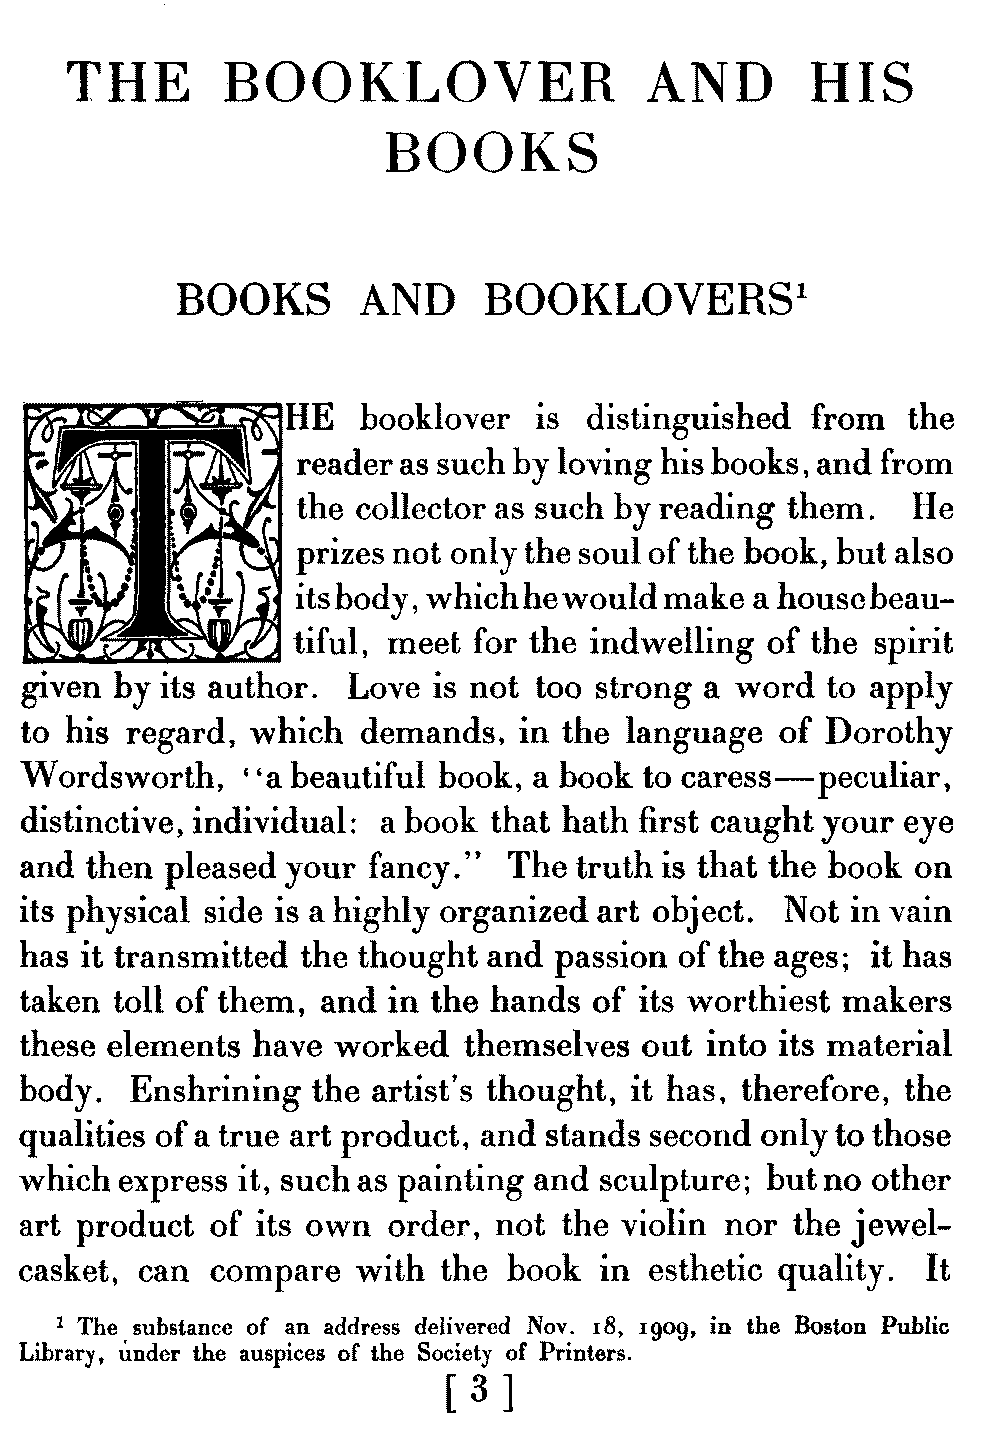 THE BOOKLOVER AND HIS
BOOKS
BOOKS AND BOOKLOVERS¹
THE booklover is distinguished from the
reader as such by loving his books, and from
the collector as such by reading them. He
prizes not only the soul of the book, but also
its body, which he would make a house beau-
tiful, meet for the indwelling of the spirit
given by its author. Love is not too strong a word to apply
to his regard, which demands, in the language of Dorothy
Wordsworth, "a beautiful book, a book to caress—peculiar,
distinctive, individual: a book that hath first caught your eye
and then pleased your fancy." The truth is that the book on
its physical side is a highly organized art object. Not in vain
has it transmitted the thought and passion of the ages; it has
taken toll of them, and in the hands of its worthiest makers
these elements have worked themselves out into its material
body. Enshrining the artist's thought, it has, therefore, the
qualities of a true art product, and stands second only to those
which express it, such as painting and sculpture; but no other
art product of its own order, not the violin nor the jewel-
casket, can compare with the book in esthetic quality. It
¹ The substance of an address delivered Nov. 18, 1909, in the Boston Public
Library, under the auspices of the Society of Printers.
[ 3 ]